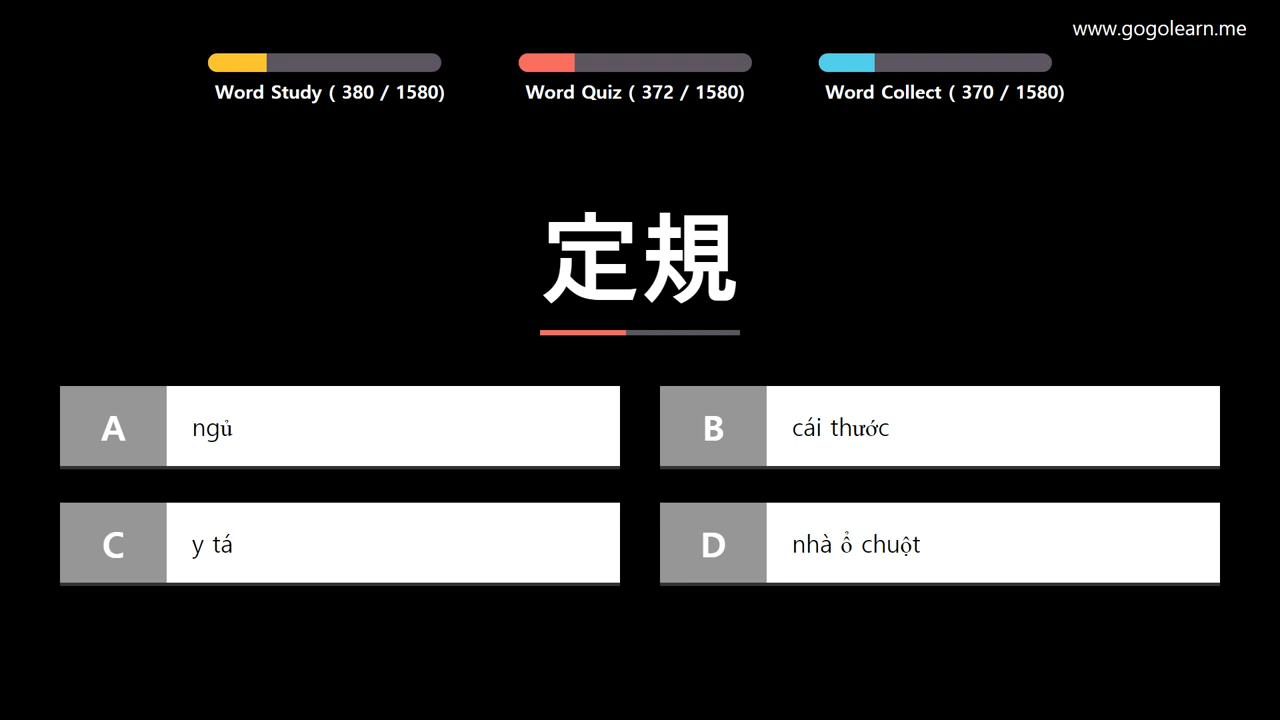 www.gogolearn.me
Word Study ( 380 / 1580)
Word Quiz ( 372 / 1580)
Word Collect ( 370 / 1580)
定規
A
ngủ
B
cái thước
C
y tá
D
nhà ổ chuột